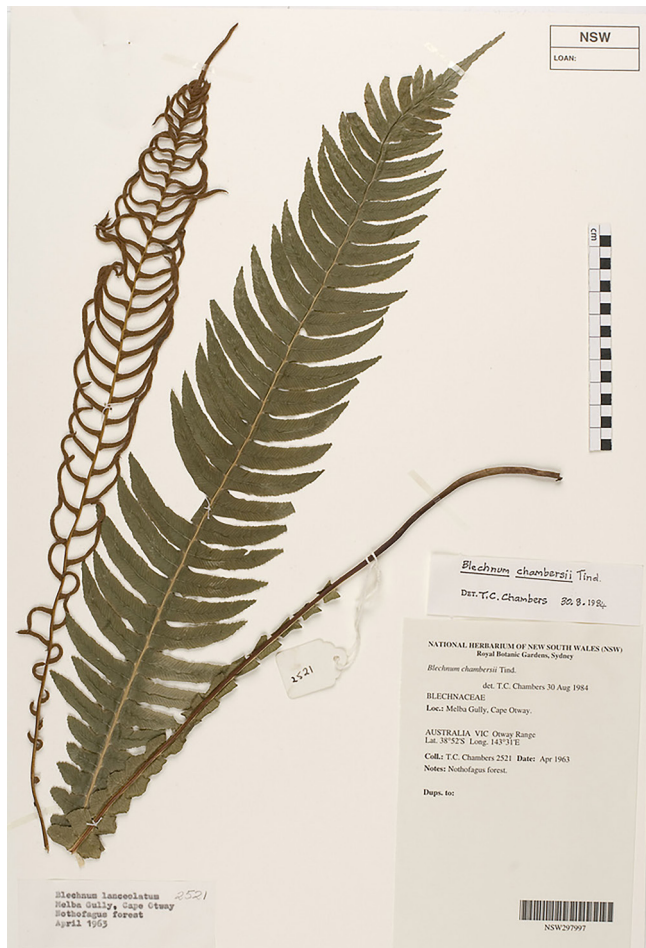 NSW
LOAN:
cm
Blechnum chambersii Tind.
DET. T.C. Chambers 30.8.1984
2521
NATIONAL HERBARIUM OF NEW SOUTH WALES (NSW)
Royal Botanic Gardens, Sydney
Blechnum chambersii Tind.
det. T.C. Chambers 30 Aug 1984
BLECHNACEAE
Loc.: Melba Gully, Cape Otway.
AUSTRALIA VIC Otway Range
Lat. 38°52'S Long. 143°31'E
Coll.: T.C. Chambers 2521 Date: Apr 1963
Notes: Nothofagus forest.
Dups. to:
NSW297997
Blechnum lanceolatum 2521
Melba Gully, Cape Otway
Nothofagus forest
April 1963